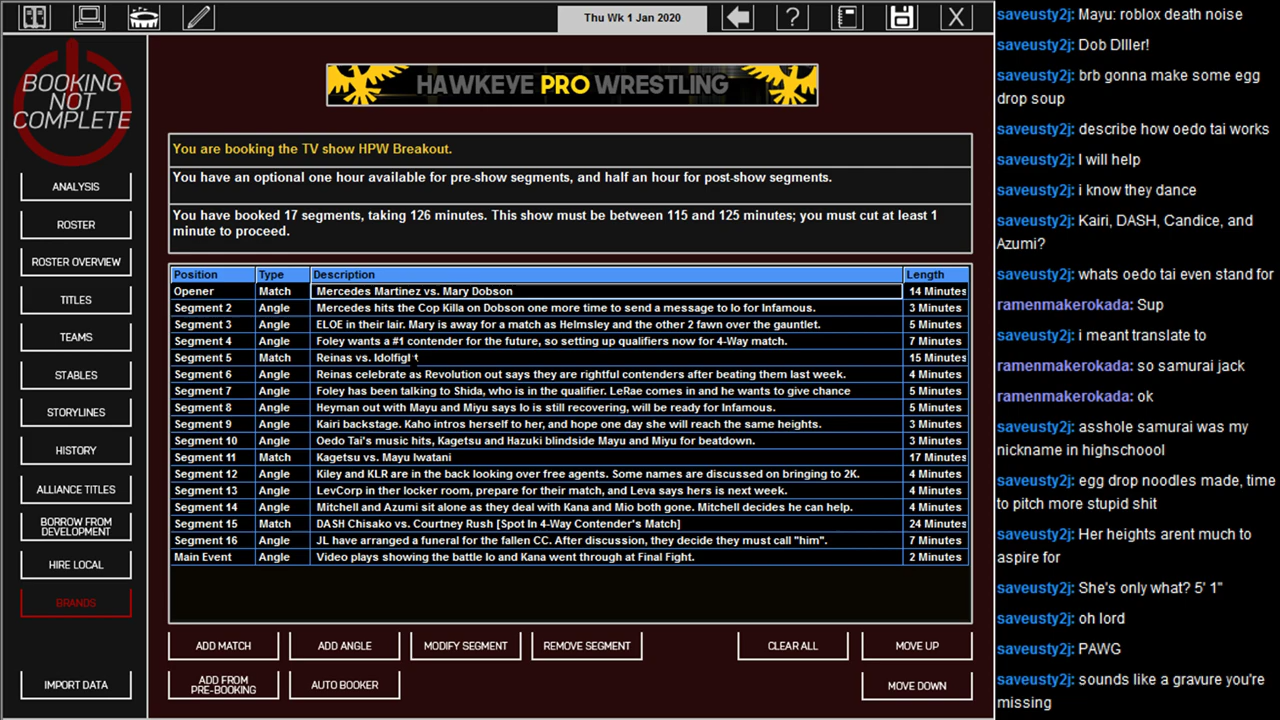 Thu Wk 1 Jan 2020
?
X
BOOKING
NOT
COMPLETE
HAWKEYE PRO WRESTLING
ANALYSIS
ROSTER
ROSTER OVERVIEW
TITLES
TEAMS
STABLES
STORYLINES
HISTORY
ALLIANCE TITLES
BORROW FROM
DEVELOPMENT
HIRE LOCAL
BRANDS
IMPORT DATA
You are booking the TV show HPW Breakout.
You have an optional one hour available for pre-show segments, and half an hour for post-show segments.
You have booked 17 segments, taking 126 minutes. This show must be between 115 and 125 minutes; you must cut at least 1
minute to proceed.
Position Type Description Length
Opener Match Mercedes Martinez vs. Mary Dobson 14 Minutes
Segment 2 Angle Mercedes hits the Cop Killa on Dobson one more time to send a message to Io for Infamous. 3 Minutes
Segment 3 Angle ELOE in their lair. Mary is away for a match as Helmsley and the other 2 fawn over the gauntlet. 5 Minutes
Segment 4 Angle Foley wants a #1 contender for the future, so setting up qualifiers now for 4-Way match. 7 Minutes
Segment 5 Match Reinas vs. Idolfight 15 Minutes
Segment 6 Angle Reinas celebrate as Revolution out says they are rightful contenders after beating them last week. 4 Minutes
Segment 7 Angle Foley has been talking to Shida, who is in the qualifier. LeRae comes in and he wants to give chance 5 Minutes
Segment 8 Angle Heyman out with Mayu and Miyu says Io is still recovering, will be ready for Infamous. 5 Minutes
Segment 9 Angle Kairi backstage. Kaho intros herself to her, and hope one day she will reach the same heights. 3 Minutes
Segment 10 Angle Oedo Tai's music hits, Kagetsu and Hazuki blindside Mayu and Miyu for beatdown. 3 Minutes
Segment 11 Match Kagetsu vs. Mayu Iwatani 17 Minutes
Segment 12 Angle Kiley and KLR are in the back looking over free agents. Some names are discussed on bringing to 2K. 4 Minutes
Segment 13 Angle LevCorp in ther locker room, prepare for their match, and Leva says hers is next week. 4 Minutes
Segment 14 Angle Mitchell and Azumi sit alone as they deal with Kana and Mio both gone. Mitchell decides he can help. 4 Minutes
Segment 15 Match DASH Chisako vs. Courtney Rush [Spot In 4-Way Contender's Match] 24 Minutes
Segment 16 Angle JL have arranged a funeral for the fallen CC. After discussion, they decide they must call "him". 7 Minutes
Main Event Angle Video plays showing the battle Io and Kana went through at Final Fight. 2 Minutes
ADD MATCH
ADD ANGLE
MODIFY SEGMENT
REMOVE SEGMENT
CLEAR ALL
MOVE UP
ADD FROM
PRE-BOOKING
AUTO BOOKER
MOVE DOWN
saveusty2j: Mayu: roblox death noise
saveusty2j: Dob DIller!
saveusty2j: brb gonna make some egg
drop soup
saveusty2j: describe how oedo tai works
saveusty2j: I will help
saveusty2j: i know they dance
saveusty2j: Kairi, DASH, Candice, and
Azumi?
saveusty2j: whats oedo tai even stand for
ramenmakerokada: Sup
saveusty2j: i meant translate to
ramenmakerokada: so samurai jack
ramenmakerokada: ok
saveusty2j: asshole samurai was my
nickname in highschoool
saveusty2j: egg drop noodles made, time
to pitch more stupid shit
saveusty2j: Her heights arent much to
aspire for
saveusty2j: She's only what? 5' 1"
saveusty2j: oh lord
saveusty2j: PAWG
saveusty2j: sounds like a gravure you're
missing